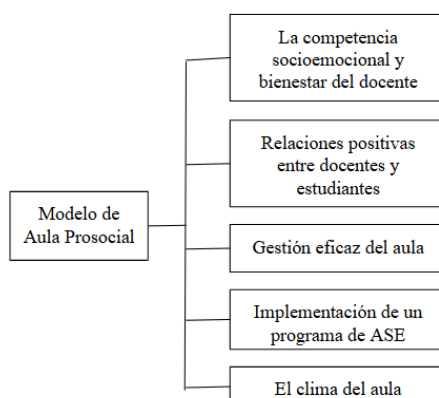 La competencia
socioemocional y
bienestar del docente
Relaciones positivas
entre docentes y
estudiantes
Modelo de
Aula Prosocial
Gestión eficaz del aula
Implementación de un
programa de ASE
El clima del aula